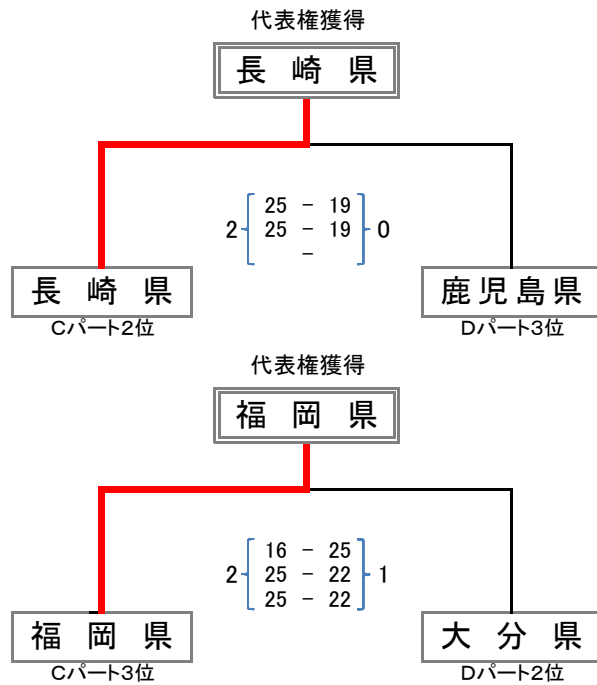 代表権獲得
長崎県
25 - 19
2 25 - 19 0
-
長崎県 鹿児島県
Cパート2位 Dパート3位
代表権獲得
福岡県
16 - 25
2 25 - 22 1
25 - 22
福岡県 大分県
Cパート3位 Dパート2位